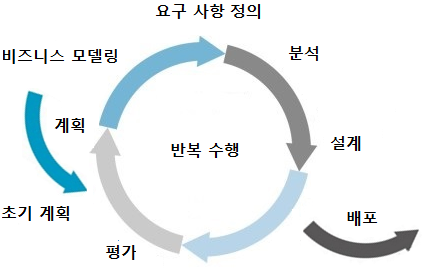 요구 사항 정의
비즈니스 모델링
분석
계획
반복 수행
설계
초기 계획
배포
평가